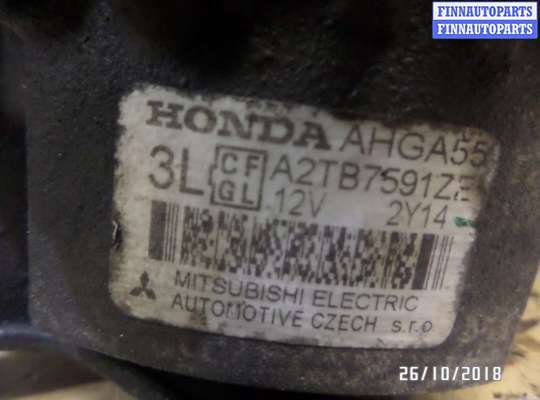 FINNAUTOPARTS
FINNAUTOPARTS
HONDA AHGA55
3L CF GL A2TB7591ZE
12V 2Y14
MITSUBISHI ELECTRIC
AUTOMOTIVE CZECH s.r.o
26/10/2018